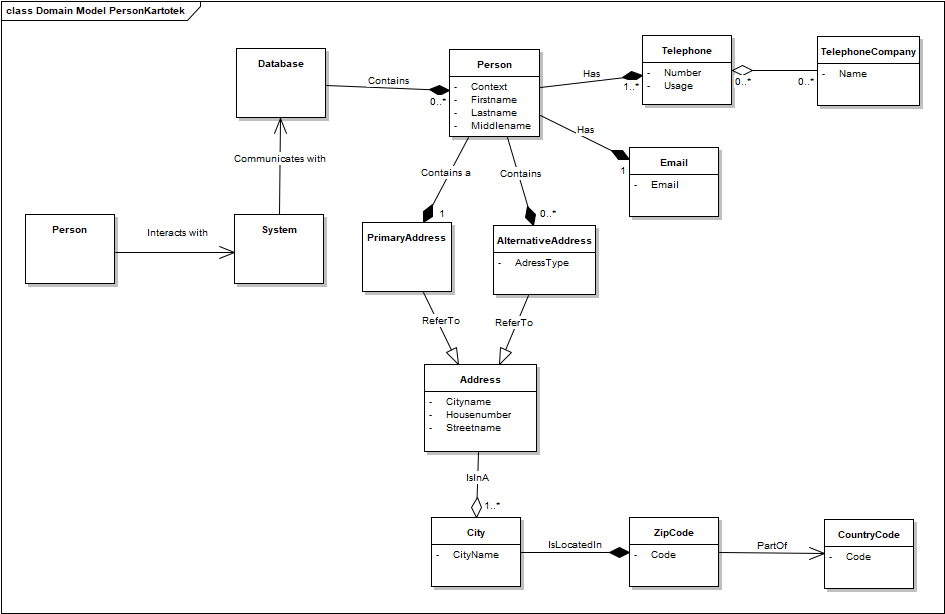 class Domain Model PersonKartotek
Database
Contains
0..*
Person
- Context
- Firstname
- Lastname
- Middlename
Has
1..*
Telephone
- Number
- Usage
0..*
0..*
TelephoneCompany
- Name
Has
1
Email
- Email
Communicates with
Contains a
1
Contains
0..*
Person
Interacts with
System
PrimaryAddress
AlternativeAddress
- AdressType
ReferTo
ReferTo
Address
- Cityname
- Housenumber
- Streetname
IsInA
1..*
City
- CityName
IsLocatedIn
ZipCode
- Code
PartOf
CountryCode
- Code